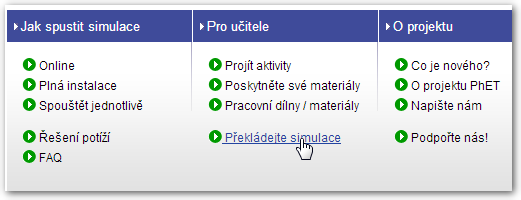 Jak spustit simulace
Online
Plná instalace
Spouštět jednotlivě
Řešení potíží
FAQ
Pro učitele
Projít aktivity
Poskytněte své materiály
Pracovní dílny / materiály
Překládejte simulace
O projektu
Co je nového?
O projektu PhET
Napište nám
Podpořte nás!